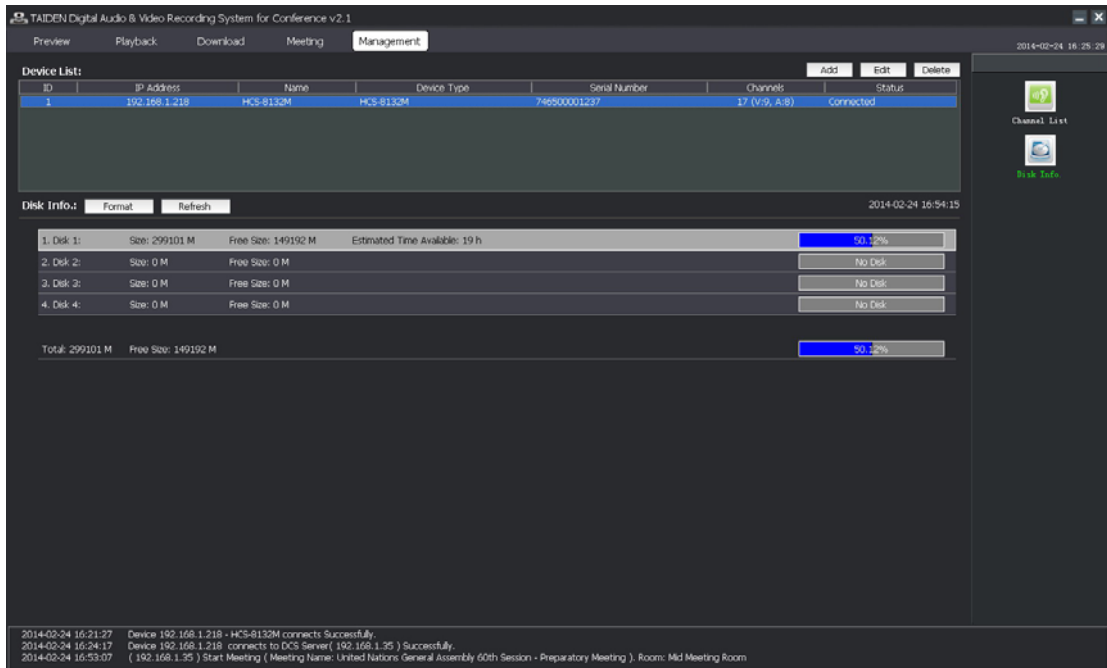 TAIDEN Digital Audio & Video Recording System for Conference v2.1
Preview Playback Download Meeting Management
2014-02-24 16:25:29
Device List: Add Edit Delete
ID IP Address Name Device Type Serial Number Channels Status
1 192.168.1.218 HCS-8132M HCS-8132M 746500001237 17 (V:9, A:8) Connected
Channel List
Disk Info.
Disk Info.: Format Refresh 2014-02-24 16:54:15
1. Disk 1: Size: 299101 M Free Size: 149192 M Estimated Time Available: 19 h 50.12%
2. Disk 2: Size: 0 M Free Size: 0 M No Disk
3. Disk 3: Size: 0 M Free Size: 0 M No Disk
4. Disk 4: Size: 0 M Free Size: 0 M No Disk
Total: 299101 M Free Size: 149192 M 50.12%
2014-02-24 16:21:27 Device 192.168.1.218 - HCS-8132M connects Successfully.
2014-02-24 16:24:17 Device 192.168.1.218 connects to DCS Server( 192.168.1.35 ) Successfully.
2014-02-24 16:53:07 ( 192.168.1.35 ) Start Meeting ( Meeting Name: United Nations General Assembly 60th Session - Preparatory Meeting ). Room: Mid Meeting Room